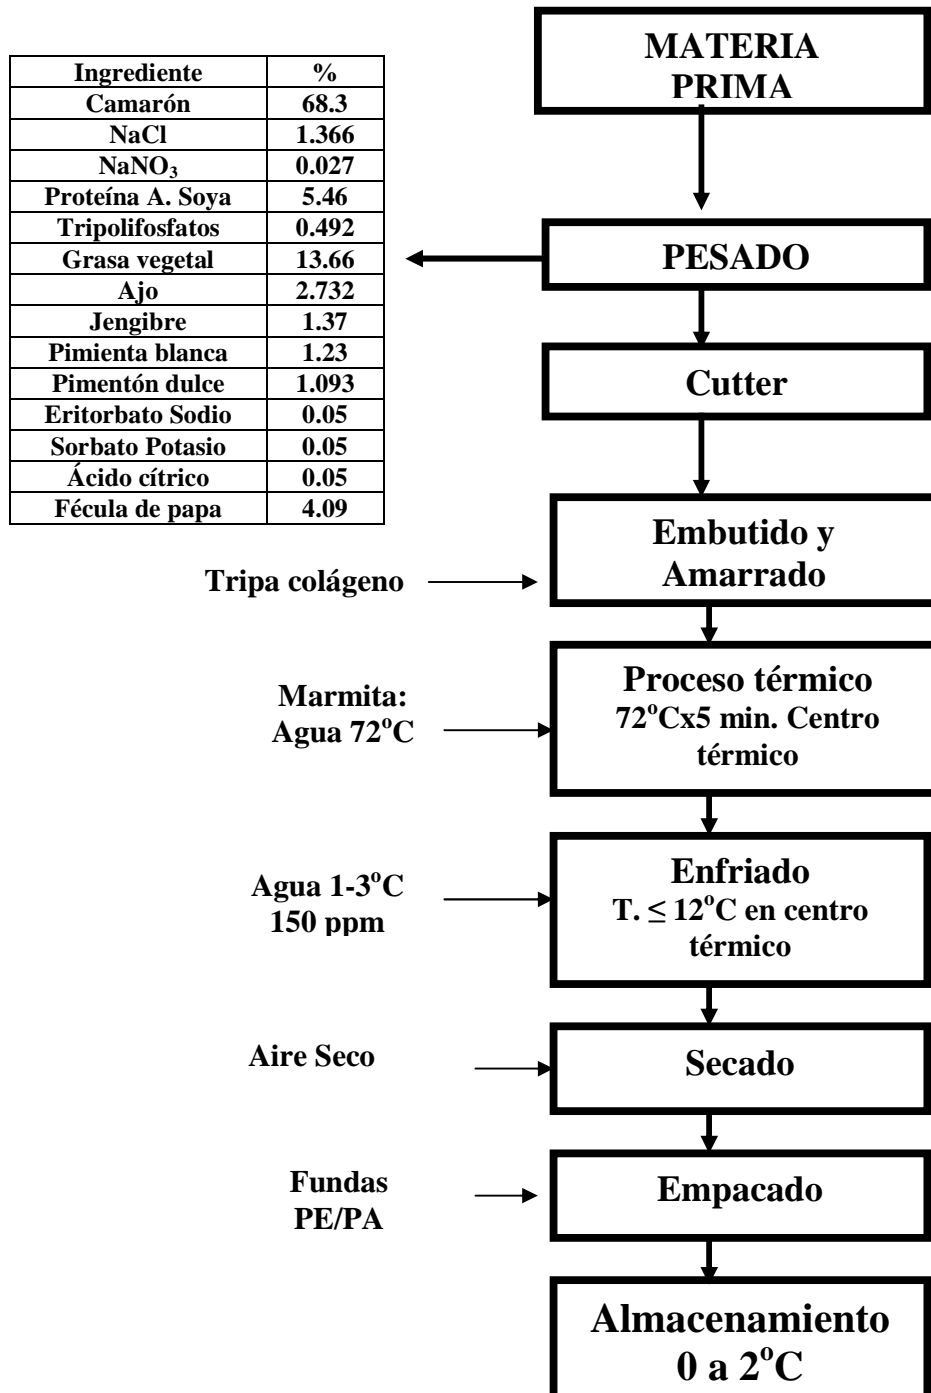 MATERIA
PRIMA
Ingrediente %
Camarón 68.3
NaCl 1.366
NaNO₃ 0.027
Proteína A. Soya 5.46
Tripolifosfatos 0.492
Grasa vegetal 13.66
Ajo 2.732
Jengibre 1.37
Pimienta blanca 1.23
Pimentón dulce 1.093
Eritorbato Sodio 0.05
Sorbato Potasio 0.05
Ácido cítrico 0.05
Fécula de papa 4.09
PESADO
Cutter
Embutido y
Amarrado
Tripa colágeno
Proceso térmico
72°Cx5 min. Centro
térmico
Marmita:
Agua 72°C
Enfriado
T. ≤ 12°C en centro
térmico
Agua 1-3°C
150 ppm
Aire Seco
Secado
Fundas
PE/PA
Empacado
Almacenamiento
0 a 2°C